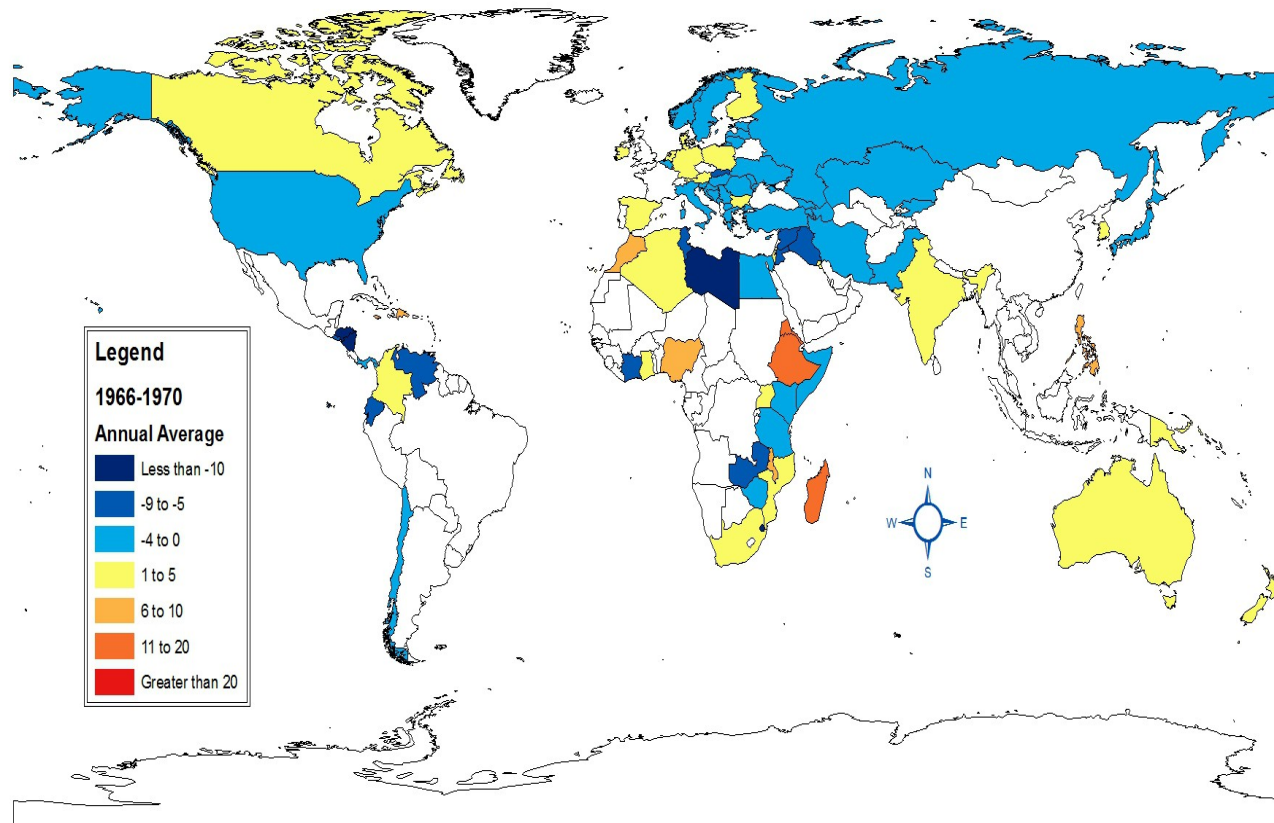 Legend
1966-1970
Annual Average
Less than -10
-9 to -5
-4 to 0
1 to 5
6 to 10
11 to 20
Greater than 20
N
W E
S